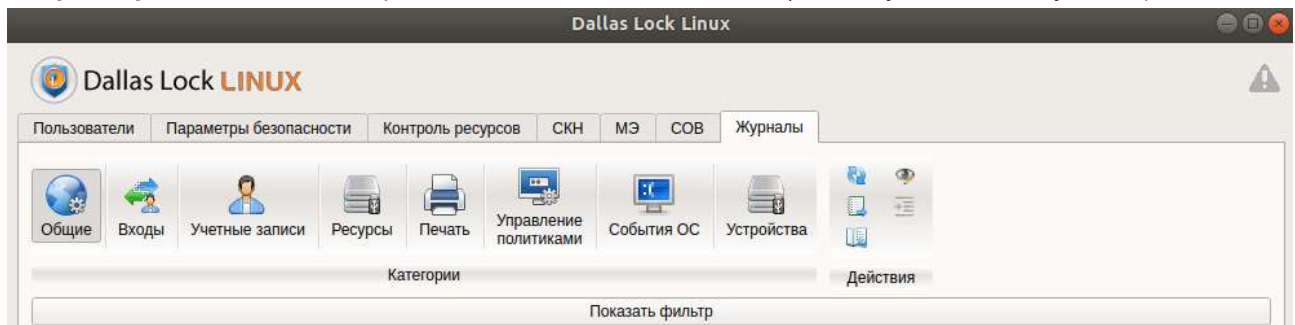 Dallas Lock Linux
Dallas Lock LINUX
Пользователи Параметры безопасности Контроль ресурсов СКН МЭ СОВ Журналы
Общие Входы Учетные записи Ресурсы Печать Управление политиками События ОС Устройства
Категории Действия
Показать фильтр